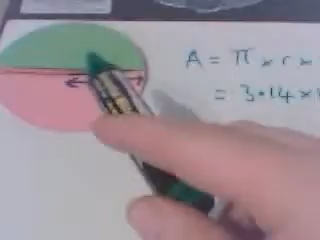 A = π × r ×
= 3.14 ×